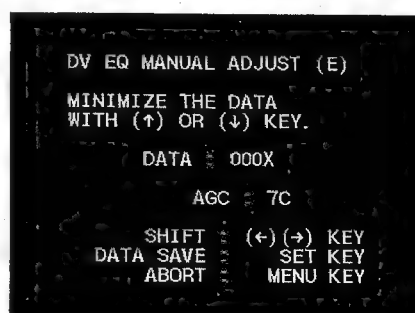 DV EQ MANUAL ADJUST (E)
MINIMIZE THE DATA
WITH (↑) OR (↓) KEY.
DATA : 000X
AGC : 7C
SHIFT : (←)(→) KEY
DATA SAVE : SET KEY
ABORT : MENU KEY